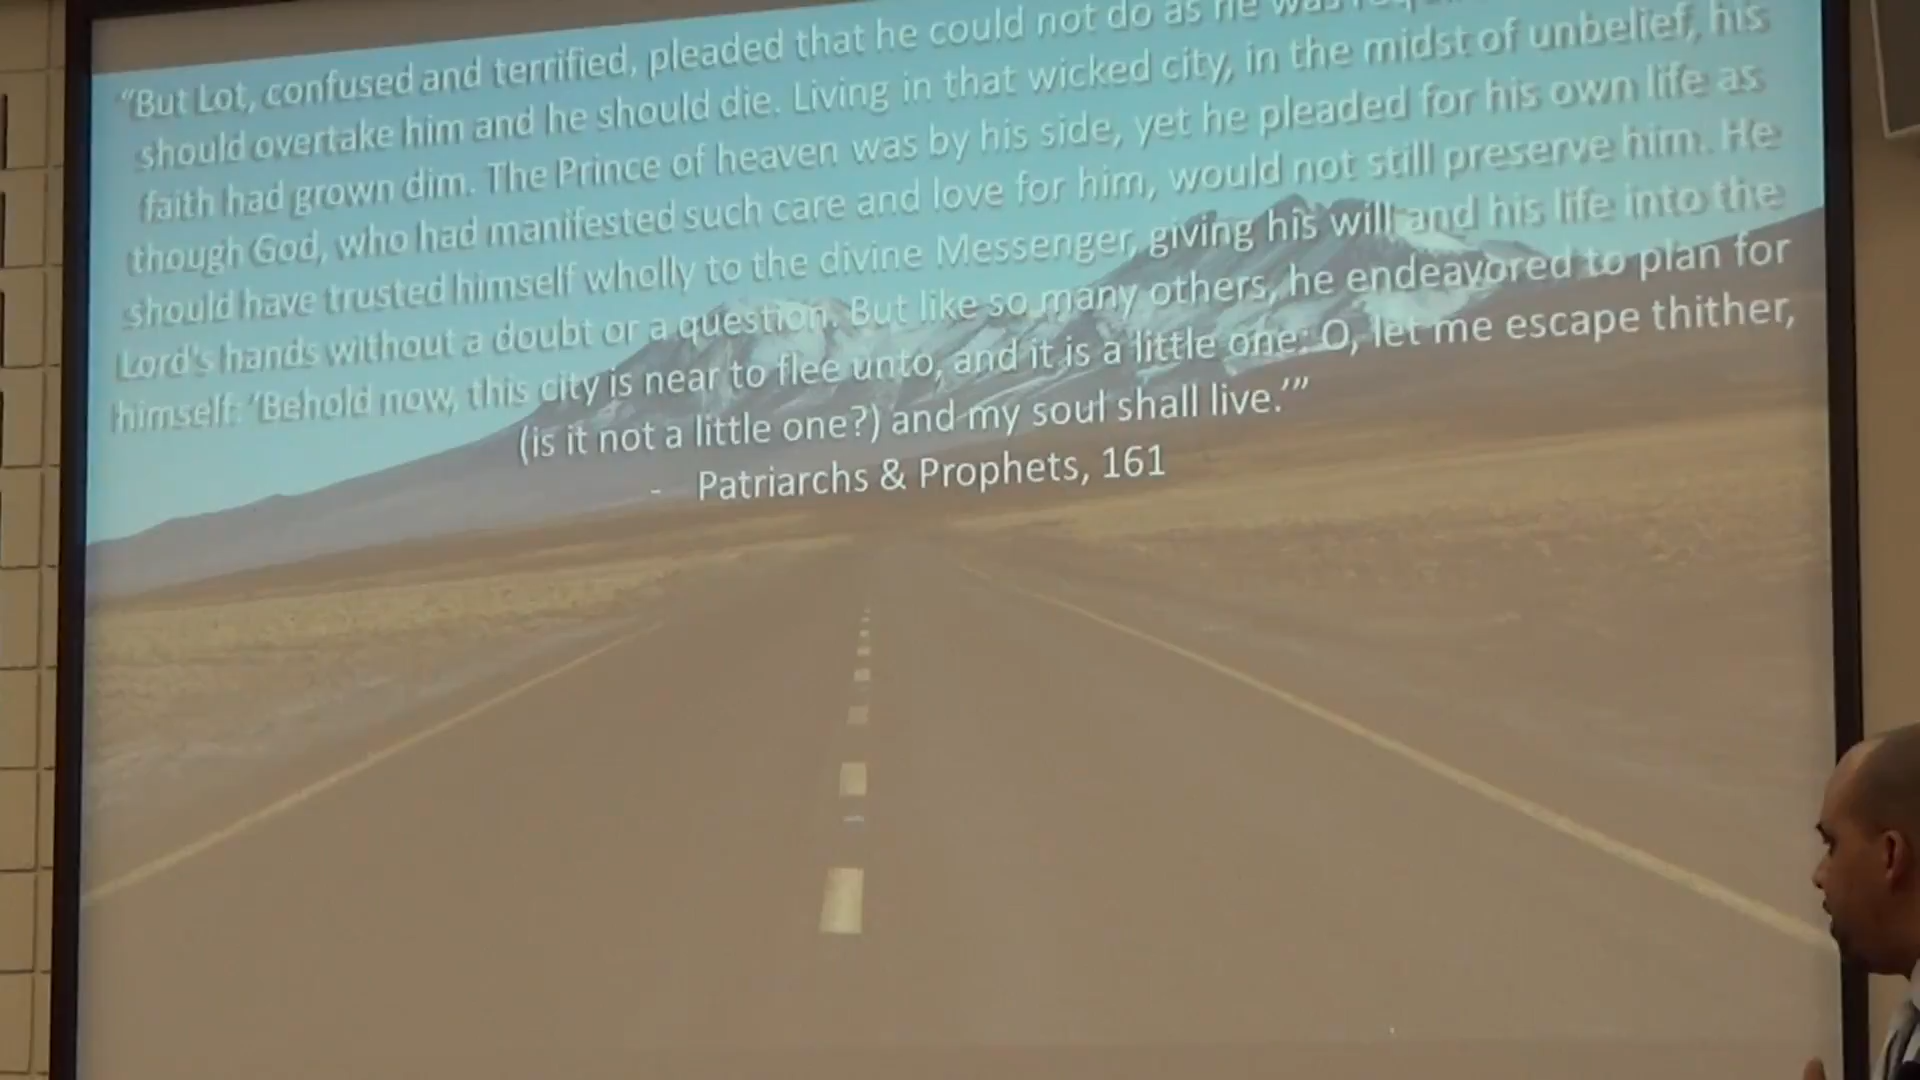 “But Lot, confused and terrified, pleaded that he could not do as he was
should overtake him and he should die. Living in that wicked city, in the midst of unbelief, his
faith had grown dim. The Prince of heaven was by his side, yet he pleaded for his own life as
though God, who had manifested such care and love for him, would not still preserve him. He
should have trusted himself wholly to the divine Messenger, giving his will and his life into the
Lord's hands without a doubt or a question. But like so many others, he endeavored to plan for
himself: ‘Behold now, this city is near to flee unto, and it is a little one: O, let me escape thither,
(is it not a little one?) and my soul shall live.’”
- Patriarchs & Prophets, 161